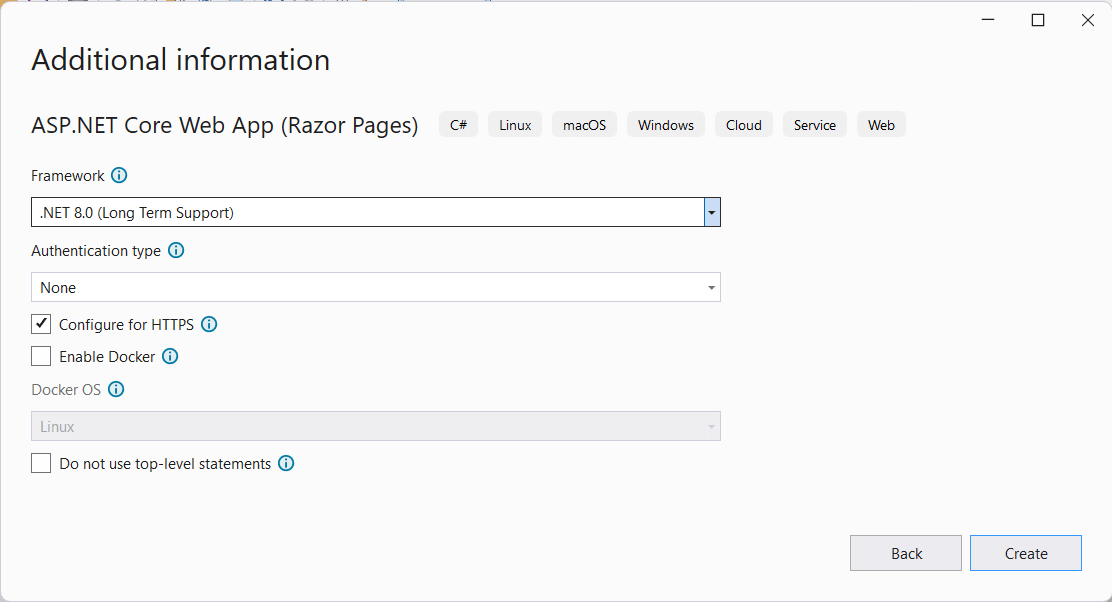 Additional information
ASP.NET Core Web App (Razor Pages) C# Linux macOS Windows Cloud Service Web
Framework
.NET 8.0 (Long Term Support)
Authentication type
None
Configure for HTTPS
Enable Docker
Docker OS
Linux
Do not use top-level statements
Back Create